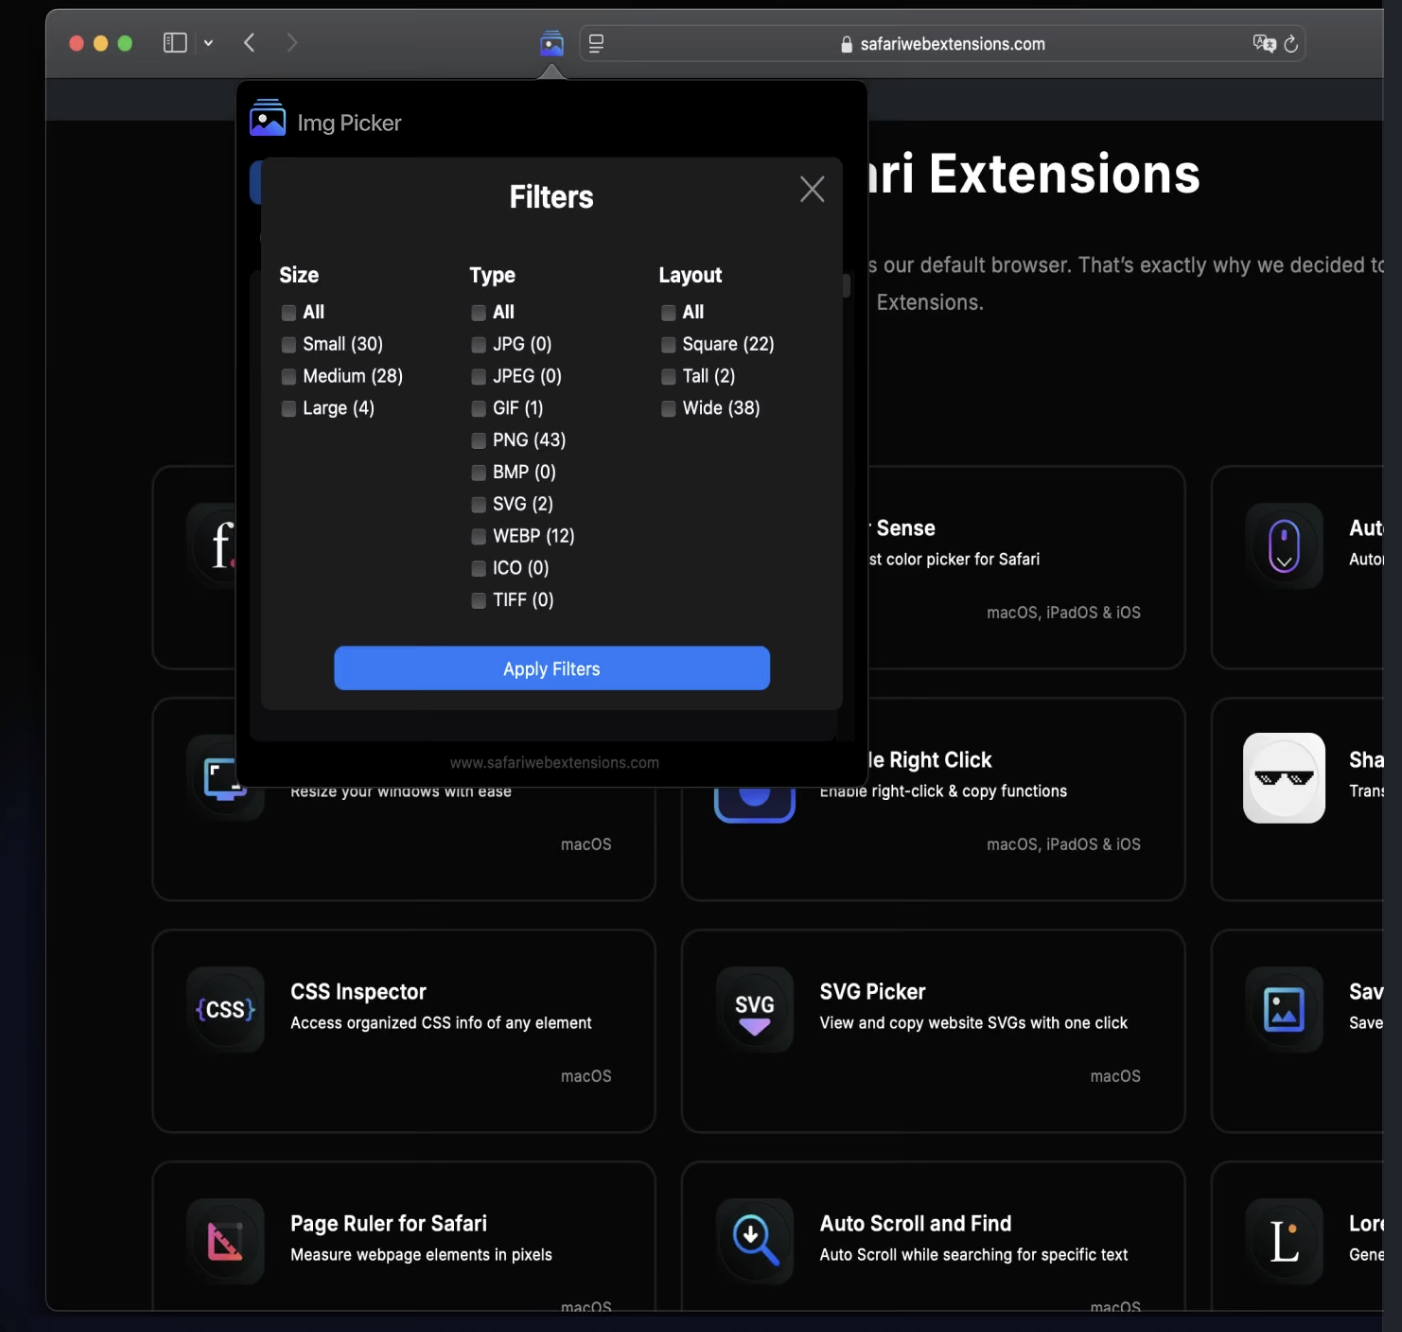 safariwebextensions.com
Img Picker
Extensions
Filters
s our default browser. That's exactly why we decided
Extensions.
Size
All
Small (30)
Medium (28)
Large (4)
Type
All
JPG (0)
JPEG (0)
GIF (1)
PNG (43)
BMP (0)
SVG (2)
WEBP (12)
ICO (0)
TIFF (0)
Layout
All
Square (22)
Tall (2)
Wide (38)
Apply Filters
www.safariwebextensions.com
f.
Sense
st color picker for Safari
macOS, iPadOS & iOS
Resize your windows with ease
macOS
le Right Click
Enable right-click & copy functions
macOS, iPadOS & iOS
{CSS}
CSS Inspector
Access organized CSS info of any element
macOS
SVG
SVG Picker
View and copy website SVGs with one click
macOS
Page Ruler for Safari
Measure webpage elements in pixels
macOS
Auto Scroll and Find
Auto Scroll while searching for specific text
macOS
Sha
Trans
Sav
Save
L
Gene